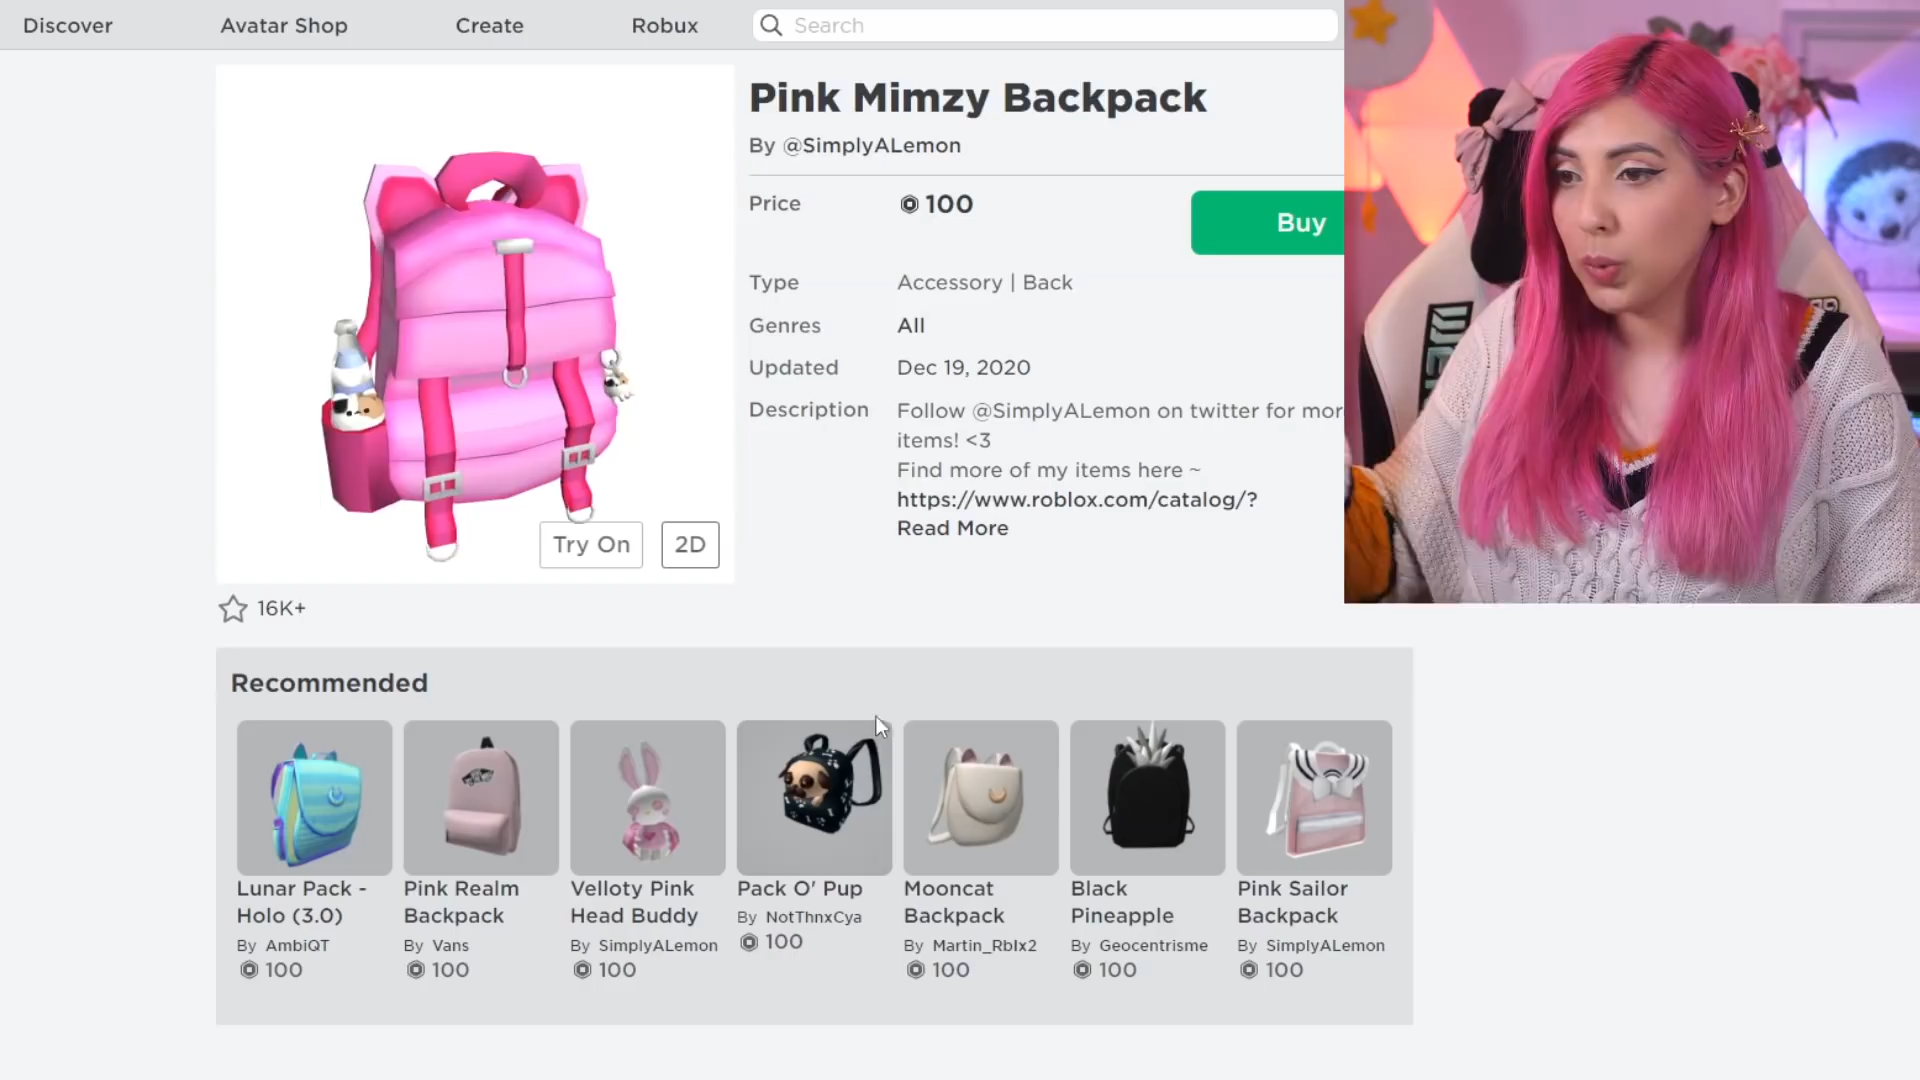 Discover
Avatar Shop
Create
Robux
Search
Pink Mimzy Backpack
By @SimplyALemon
Price
100
Buy
Type
Accessory | Back
Genres
All
Updated
Dec 19, 2020
Description
Follow @SimplyALemon on twitter for mor
items! <3
Find more of my items here ~
https://www.roblox.com/catalog/?
Read More
Try On
2D
16K+
Recommended
Lunar Pack -
Holo (3.0)
By AmbiQT
100
Pink Realm
Backpack
By Vans
100
Velloty Pink
Head Buddy
By SimplyALemon
100
Pack O' Pup
By NotThnxCya
100
Mooncat
Backpack
By Martin_Rblx2
100
Black
Pineapple
By Geocentrisme
100
Pink Sailor
Backpack
By SimplyALemon
100